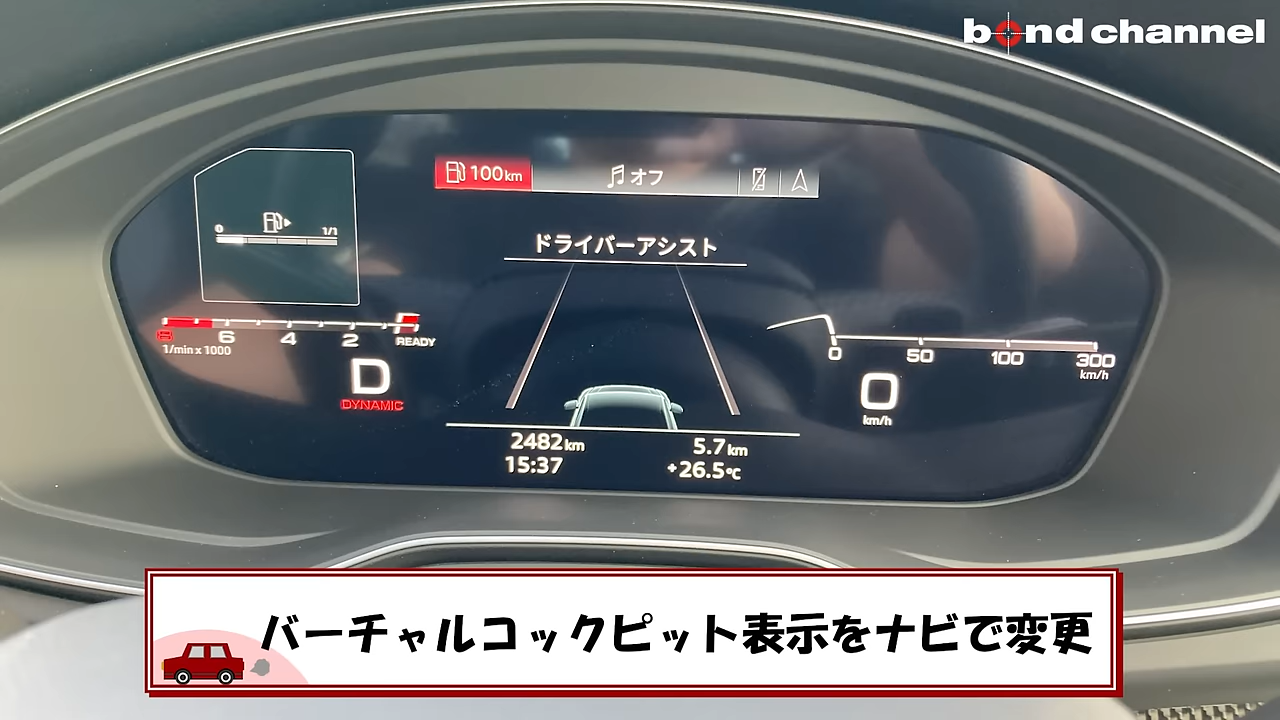 bond channel
100km
オフ
0 1/1
ドライバーアシスト
8 6 4 2 READY
1/min x 1000
0 50 100 300
km/h
D
DYNAMIC
0
km/h
2482km 5.7km
15:37 +26.5℃
バーチャルコックピット表示をナビで変更